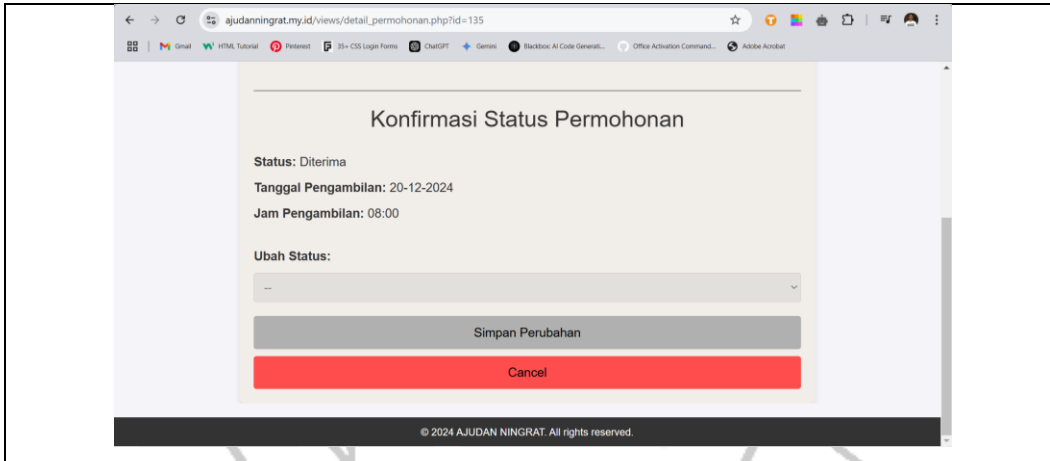 ajudanningrat.my.id/views/detail_permohonan.php?id=135
Gmail HTML Tutorial Pinterest 35+ CSS Login Forms ChatGPT Gemini Blackbox AI Code Generati... Office Activation Command... Adobe Acrobat
Konfirmasi Status Permohonan
Status: Diterima
Tanggal Pengambilan: 20-12-2024
Jam Pengambilan: 08:00
Ubah Status:
--
Simpan Perubahan
Cancel
© 2024 AJUDAN NINGRAT. All rights reserved.